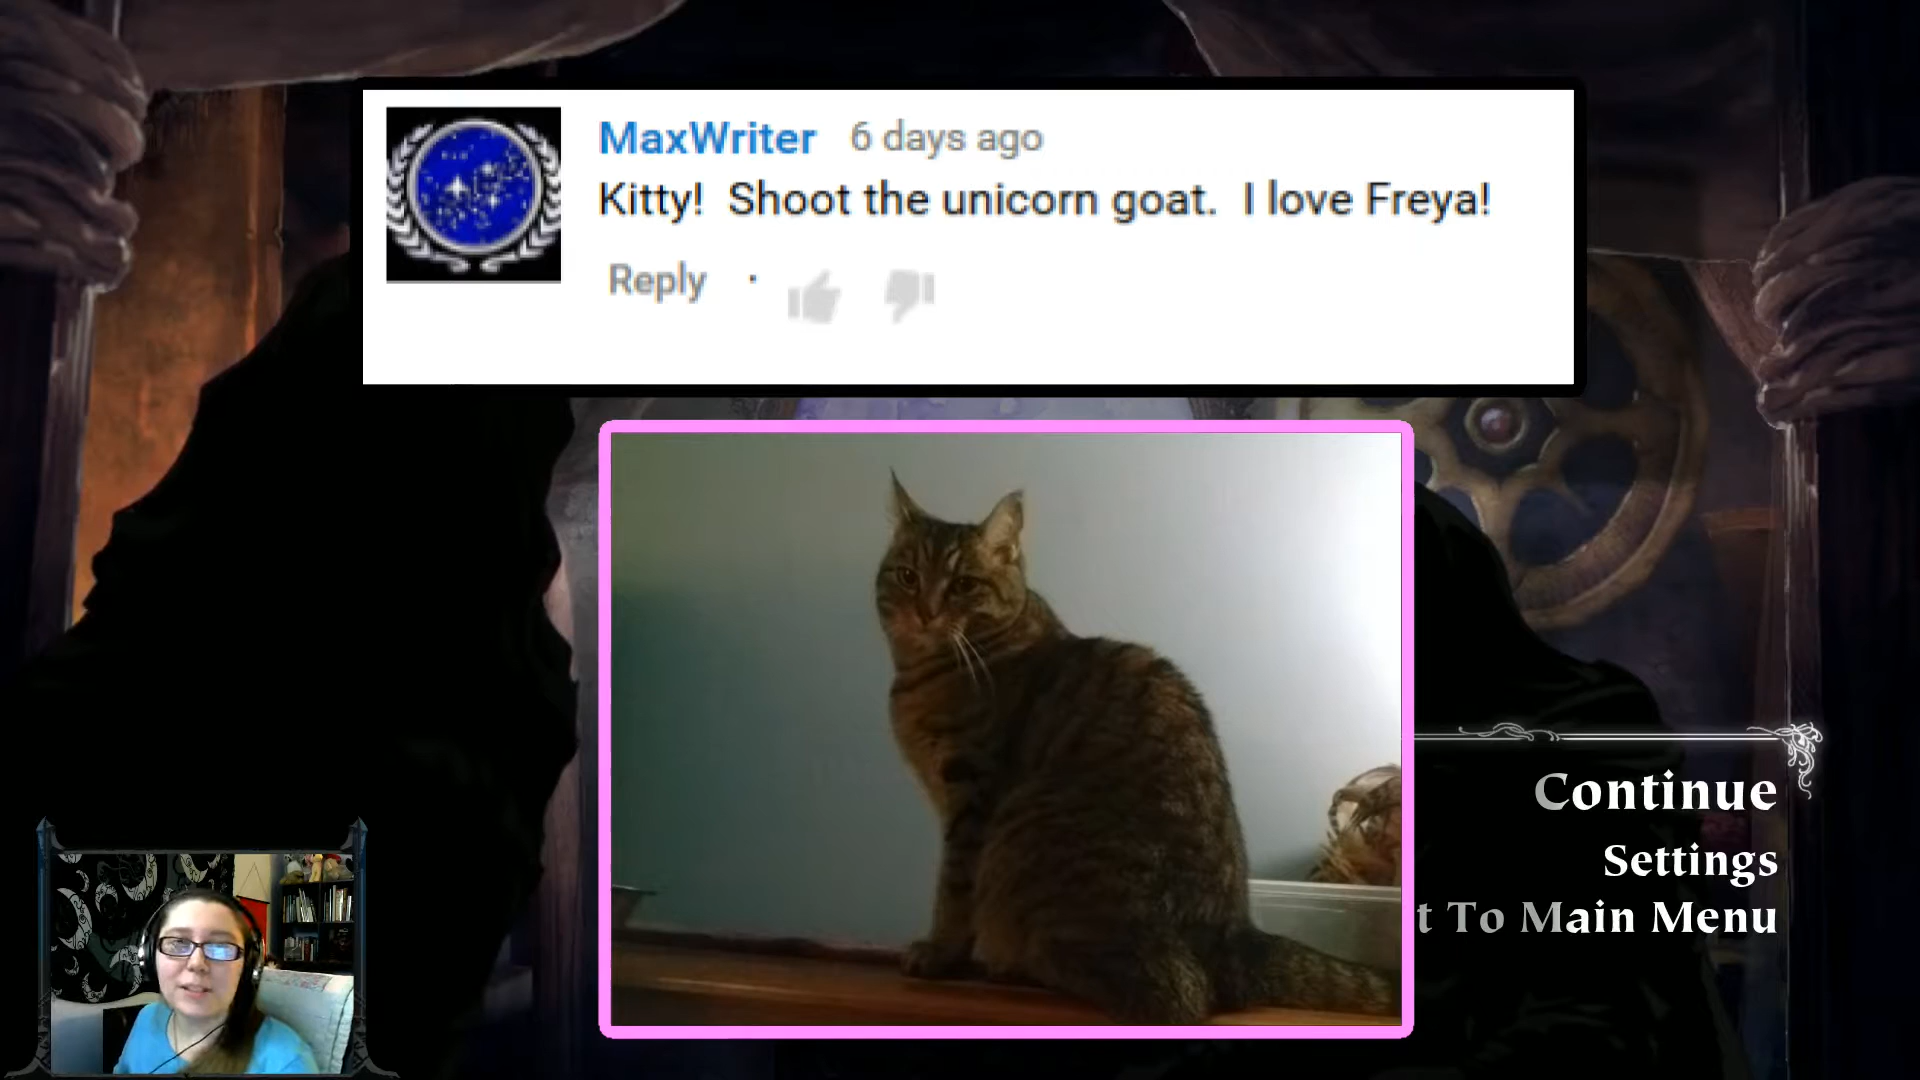 MaxWriter 6 days ago
Kitty! Shoot the unicorn goat. I love Freya!
Reply ·
Continue
Settings
t To Main Menu